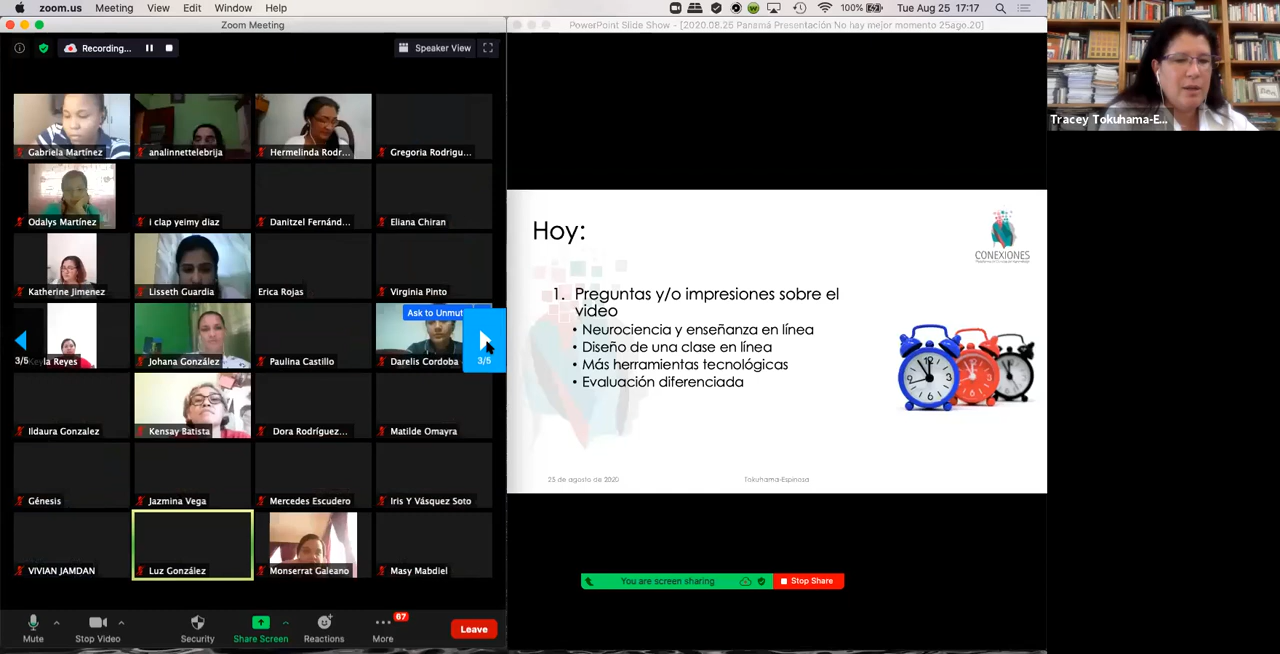 zoom.us Meeting View Edit Window Help
100%
Tue Aug 25 17:17
Zoom Meeting
PowerPoint Slide Show - [2020.08.25 Panamá Presentación No hay mejor momento 25ago.20]
Recording...
Speaker View
Gabriela Martínez
analinnettelebrija
Hermelinda Rodr...
Gregoria Rodrigu...
Odalys Martínez
i clap yeimy diaz
Danitzel Fernánd...
Eliana Chiran
Katherine Jimenez
Lisseth Guardia
Erica Rojas
Virginia Pinto
Ask to Unmut
3/5
Reyes
Johana González
Paulina Castillo
Darelis Cordoba
3/5
Ildaura Gonzalez
Kensay Batista
Dora Rodríguez...
Matilde Omayra
Génesis
Jazmina Vega
Mercedes Escudero
Iris Y Vásquez Soto
VIVIAN JAMDAN
Luz González
Monserrat Galeano
Masy Mabdiel
Mute
Stop Video
Security
Share Screen
Reactions
More
67
Leave
Hoy:
CONEXIONES
1. Preguntas y/o impresiones sobre el
video
• Neurociencia y enseñanza en línea
• Diseño de una clase en línea
• Más herramientas tecnológicas
• Evaluación diferenciada
25 de agosto de 2020
Tokuhama-Espinosa
You are screen sharing
Stop Share
Tracey Tokuhama-E...